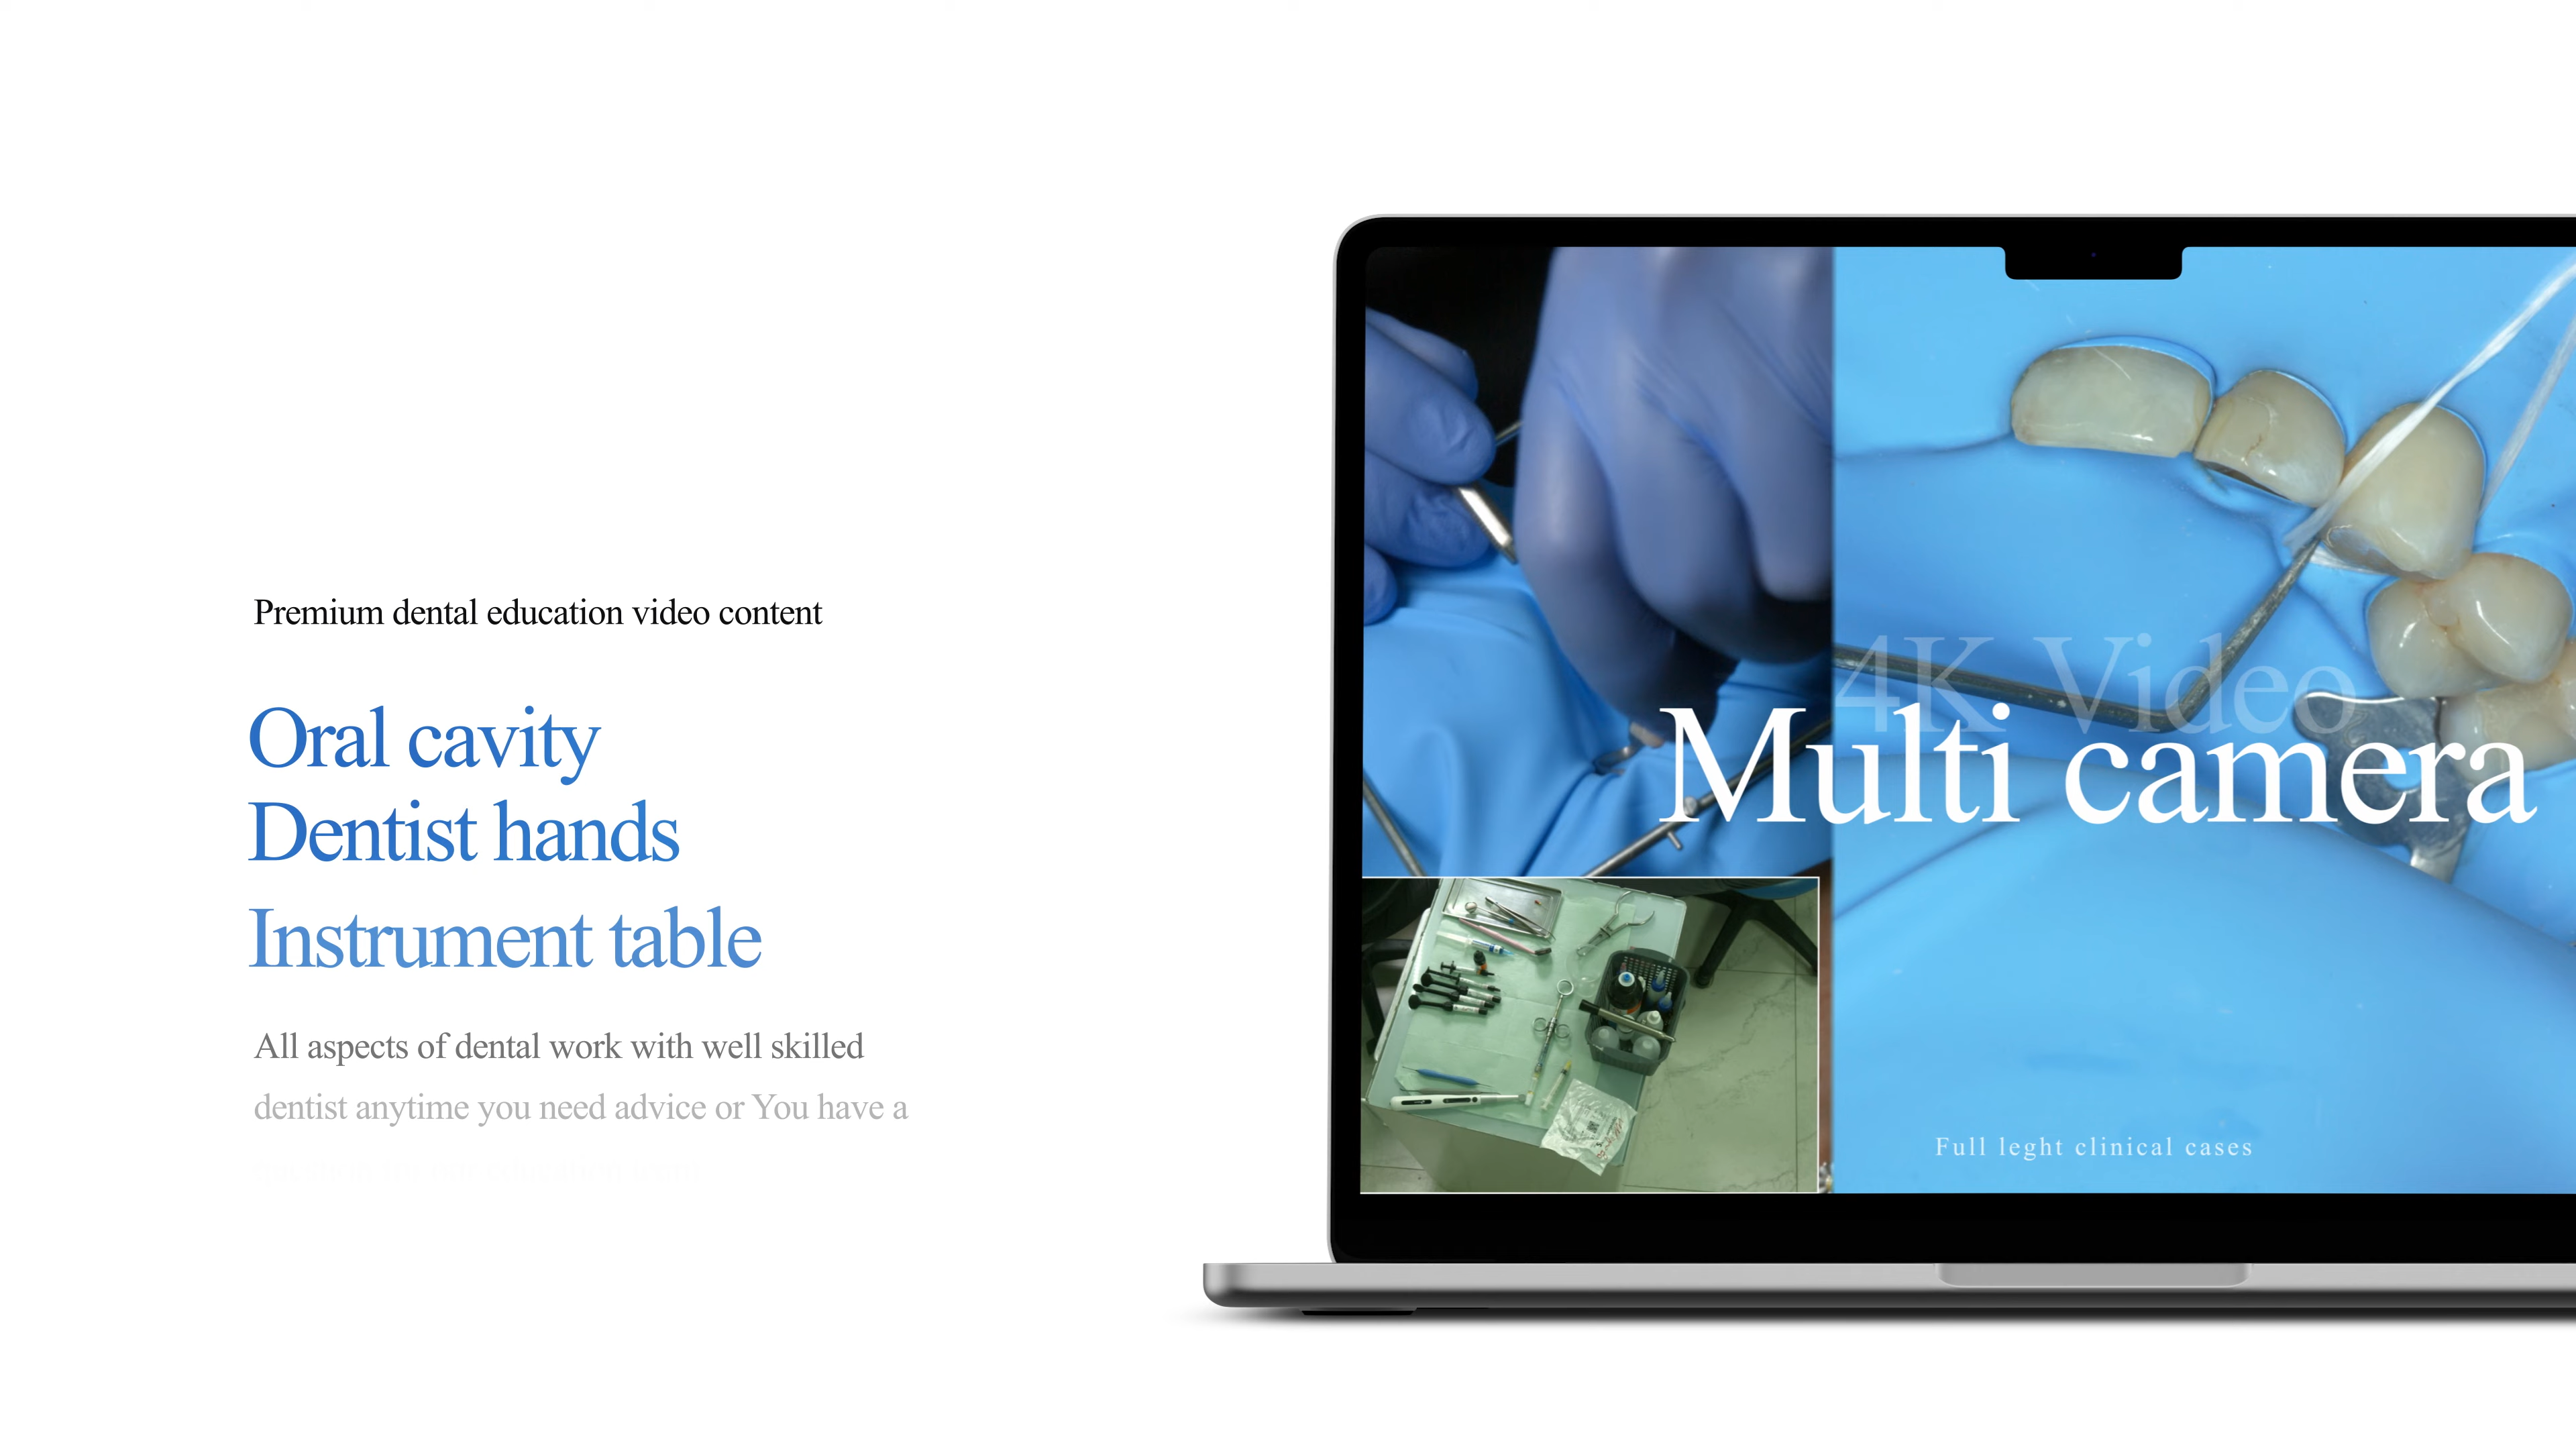 Premium dental education video content
Oral cavity
Dentist hands
Instrument table
All aspects of dental work with well skilled
dentist anytime you need advice or You have a
4K Video
Multi camera
Full leght clinical cases